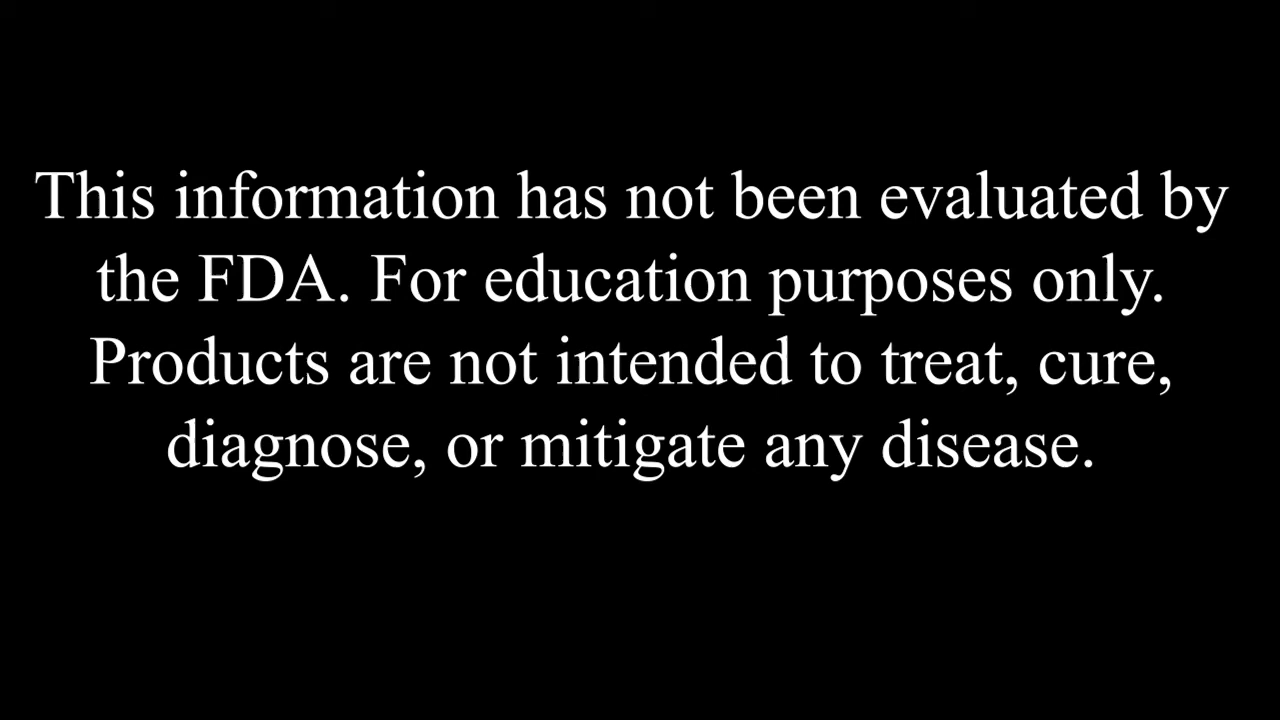 This information has not been evaluated by
the FDA. For education purposes only.
Products are not intended to treat, cure,
diagnose, or mitigate any disease.